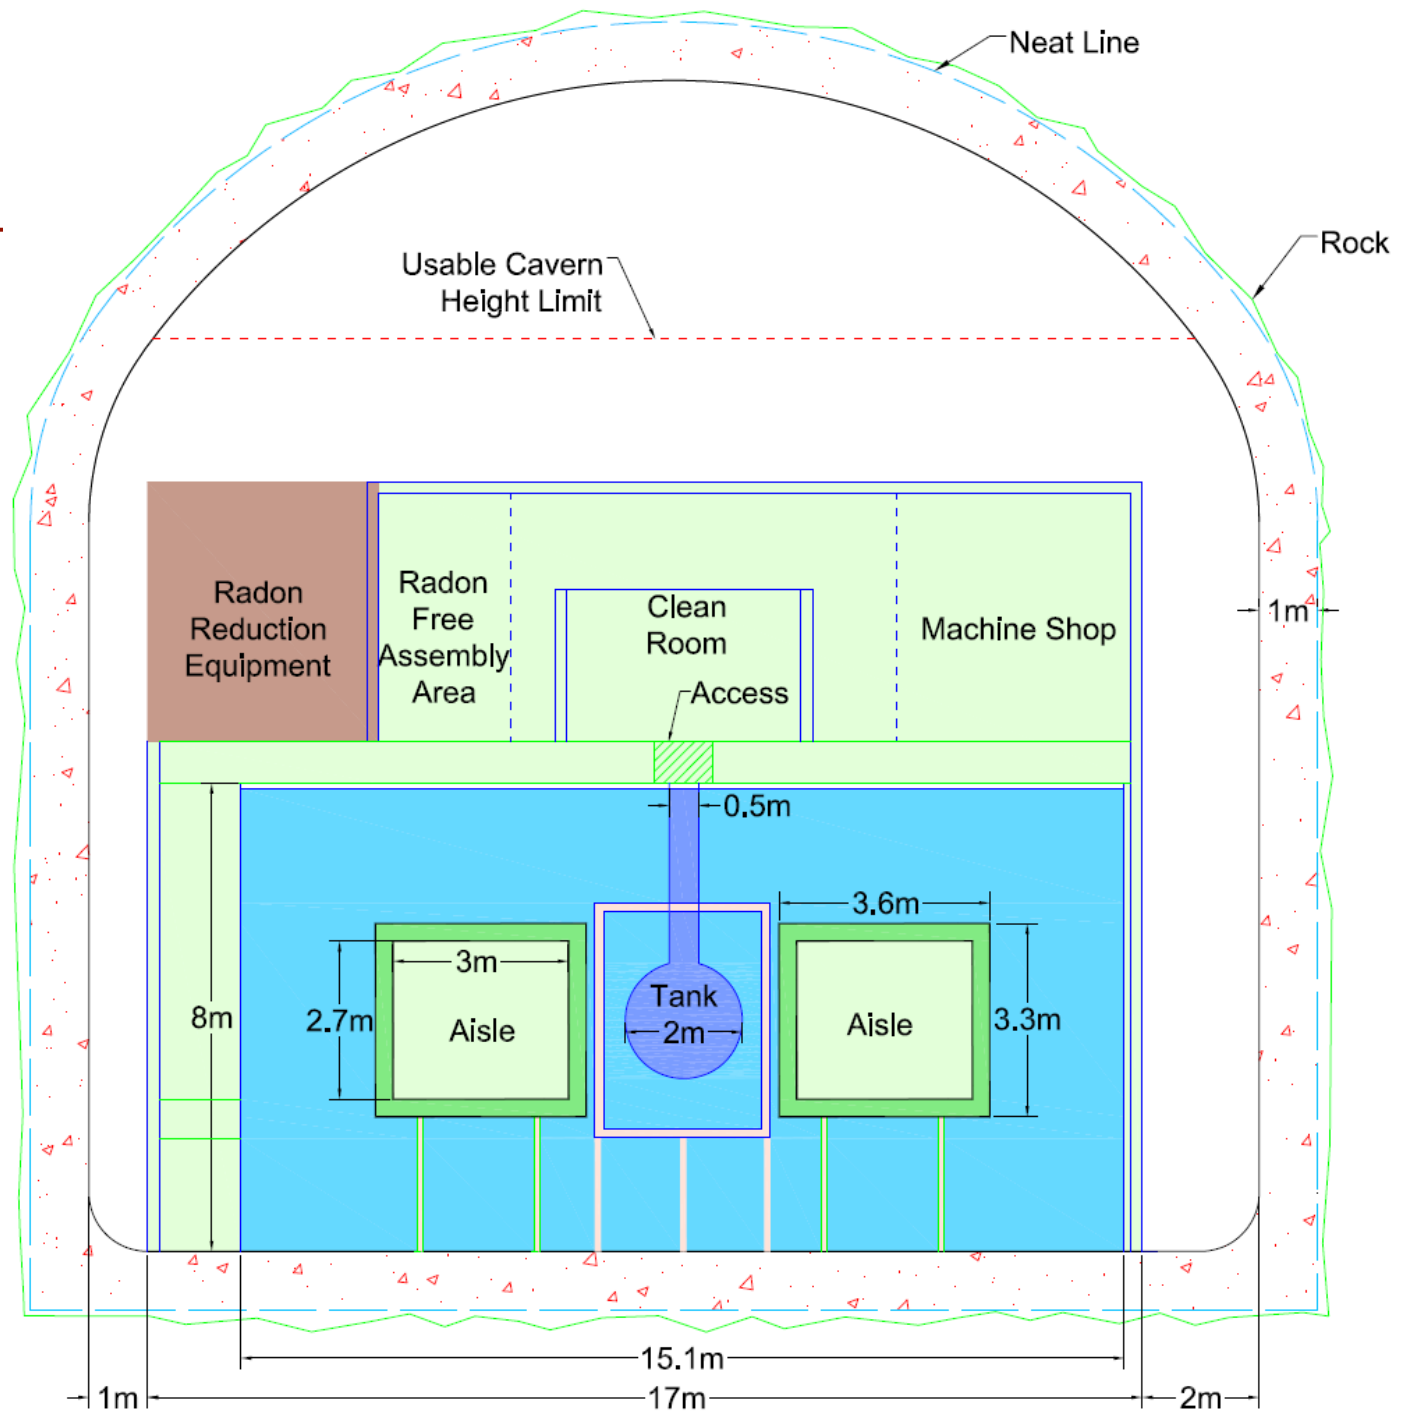 Neat Line
Rock
Usable Cavern
Height Limit
Radon
Reduction
Equipment
Radon
Free
Assembly
Area
Clean
Room
Machine Shop
1m
Access
0.5m
3.6m
3m
2.7m
Aisle
8m
Tank
2m
Aisle
3.3m
15.1m
1m
17m
2m